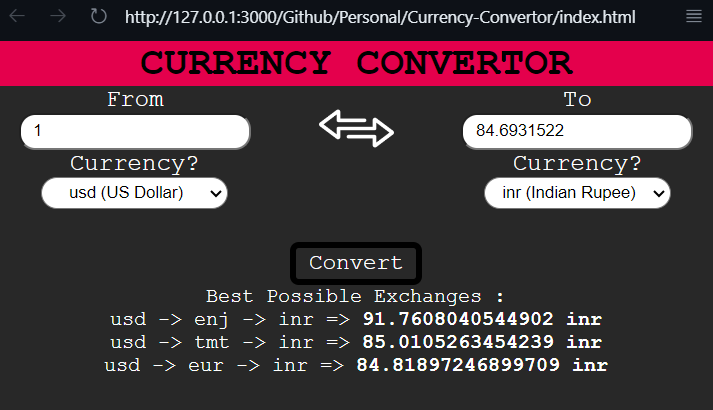 http://127.0.0.1:3000/Github/Personal/Currency-Convertor/index.html
CURRENCY CONVERTOR
From
To
1
84.6931522
Currency?
Currency?
usd (US Dollar)
inr (Indian Rupee)
Convert
Best Possible Exchanges :
usd -> enj -> inr => 91.7608040544902 inr
usd -> tmt -> inr => 85.0105263454239 inr
usd -> eur -> inr => 84.81897246899709 inr